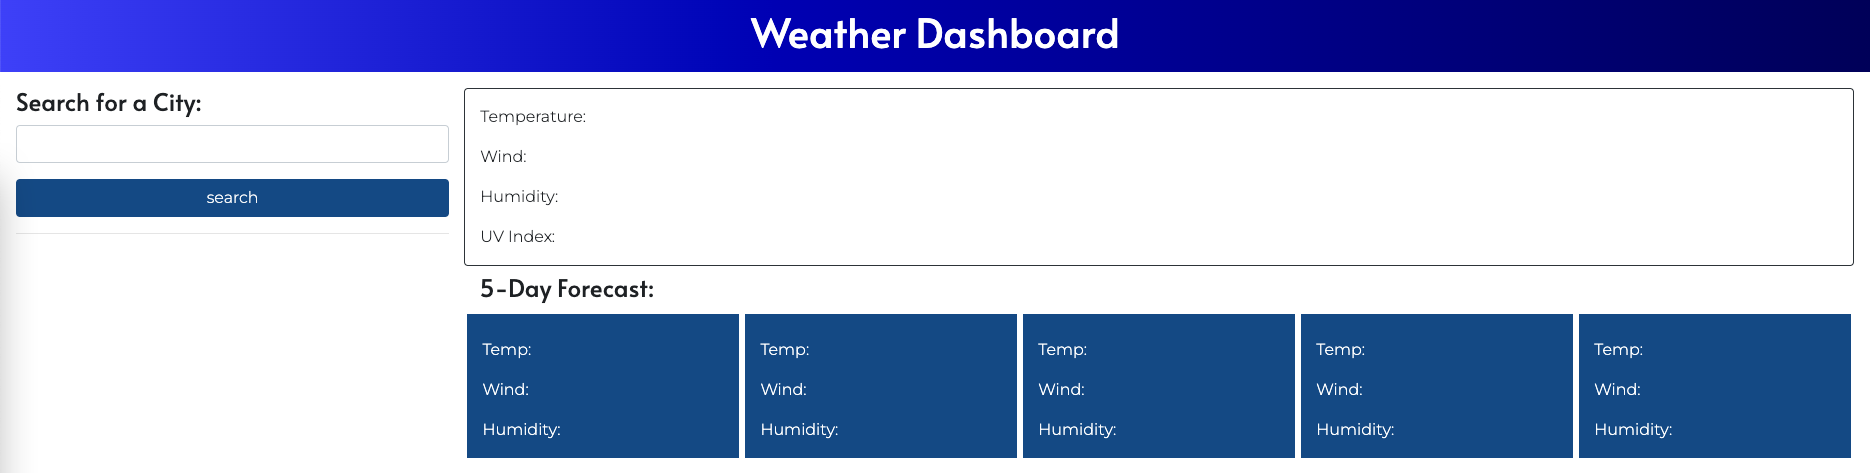 Weather Dashboard
Search for a City:
search
Temperature:
Wind:
Humidity:
UV Index:
5-Day Forecast:
Temp:
Wind:
Humidity:
Temp:
Wind:
Humidity:
Temp:
Wind:
Humidity:
Temp:
Wind:
Humidity:
Temp:
Wind:
Humidity: